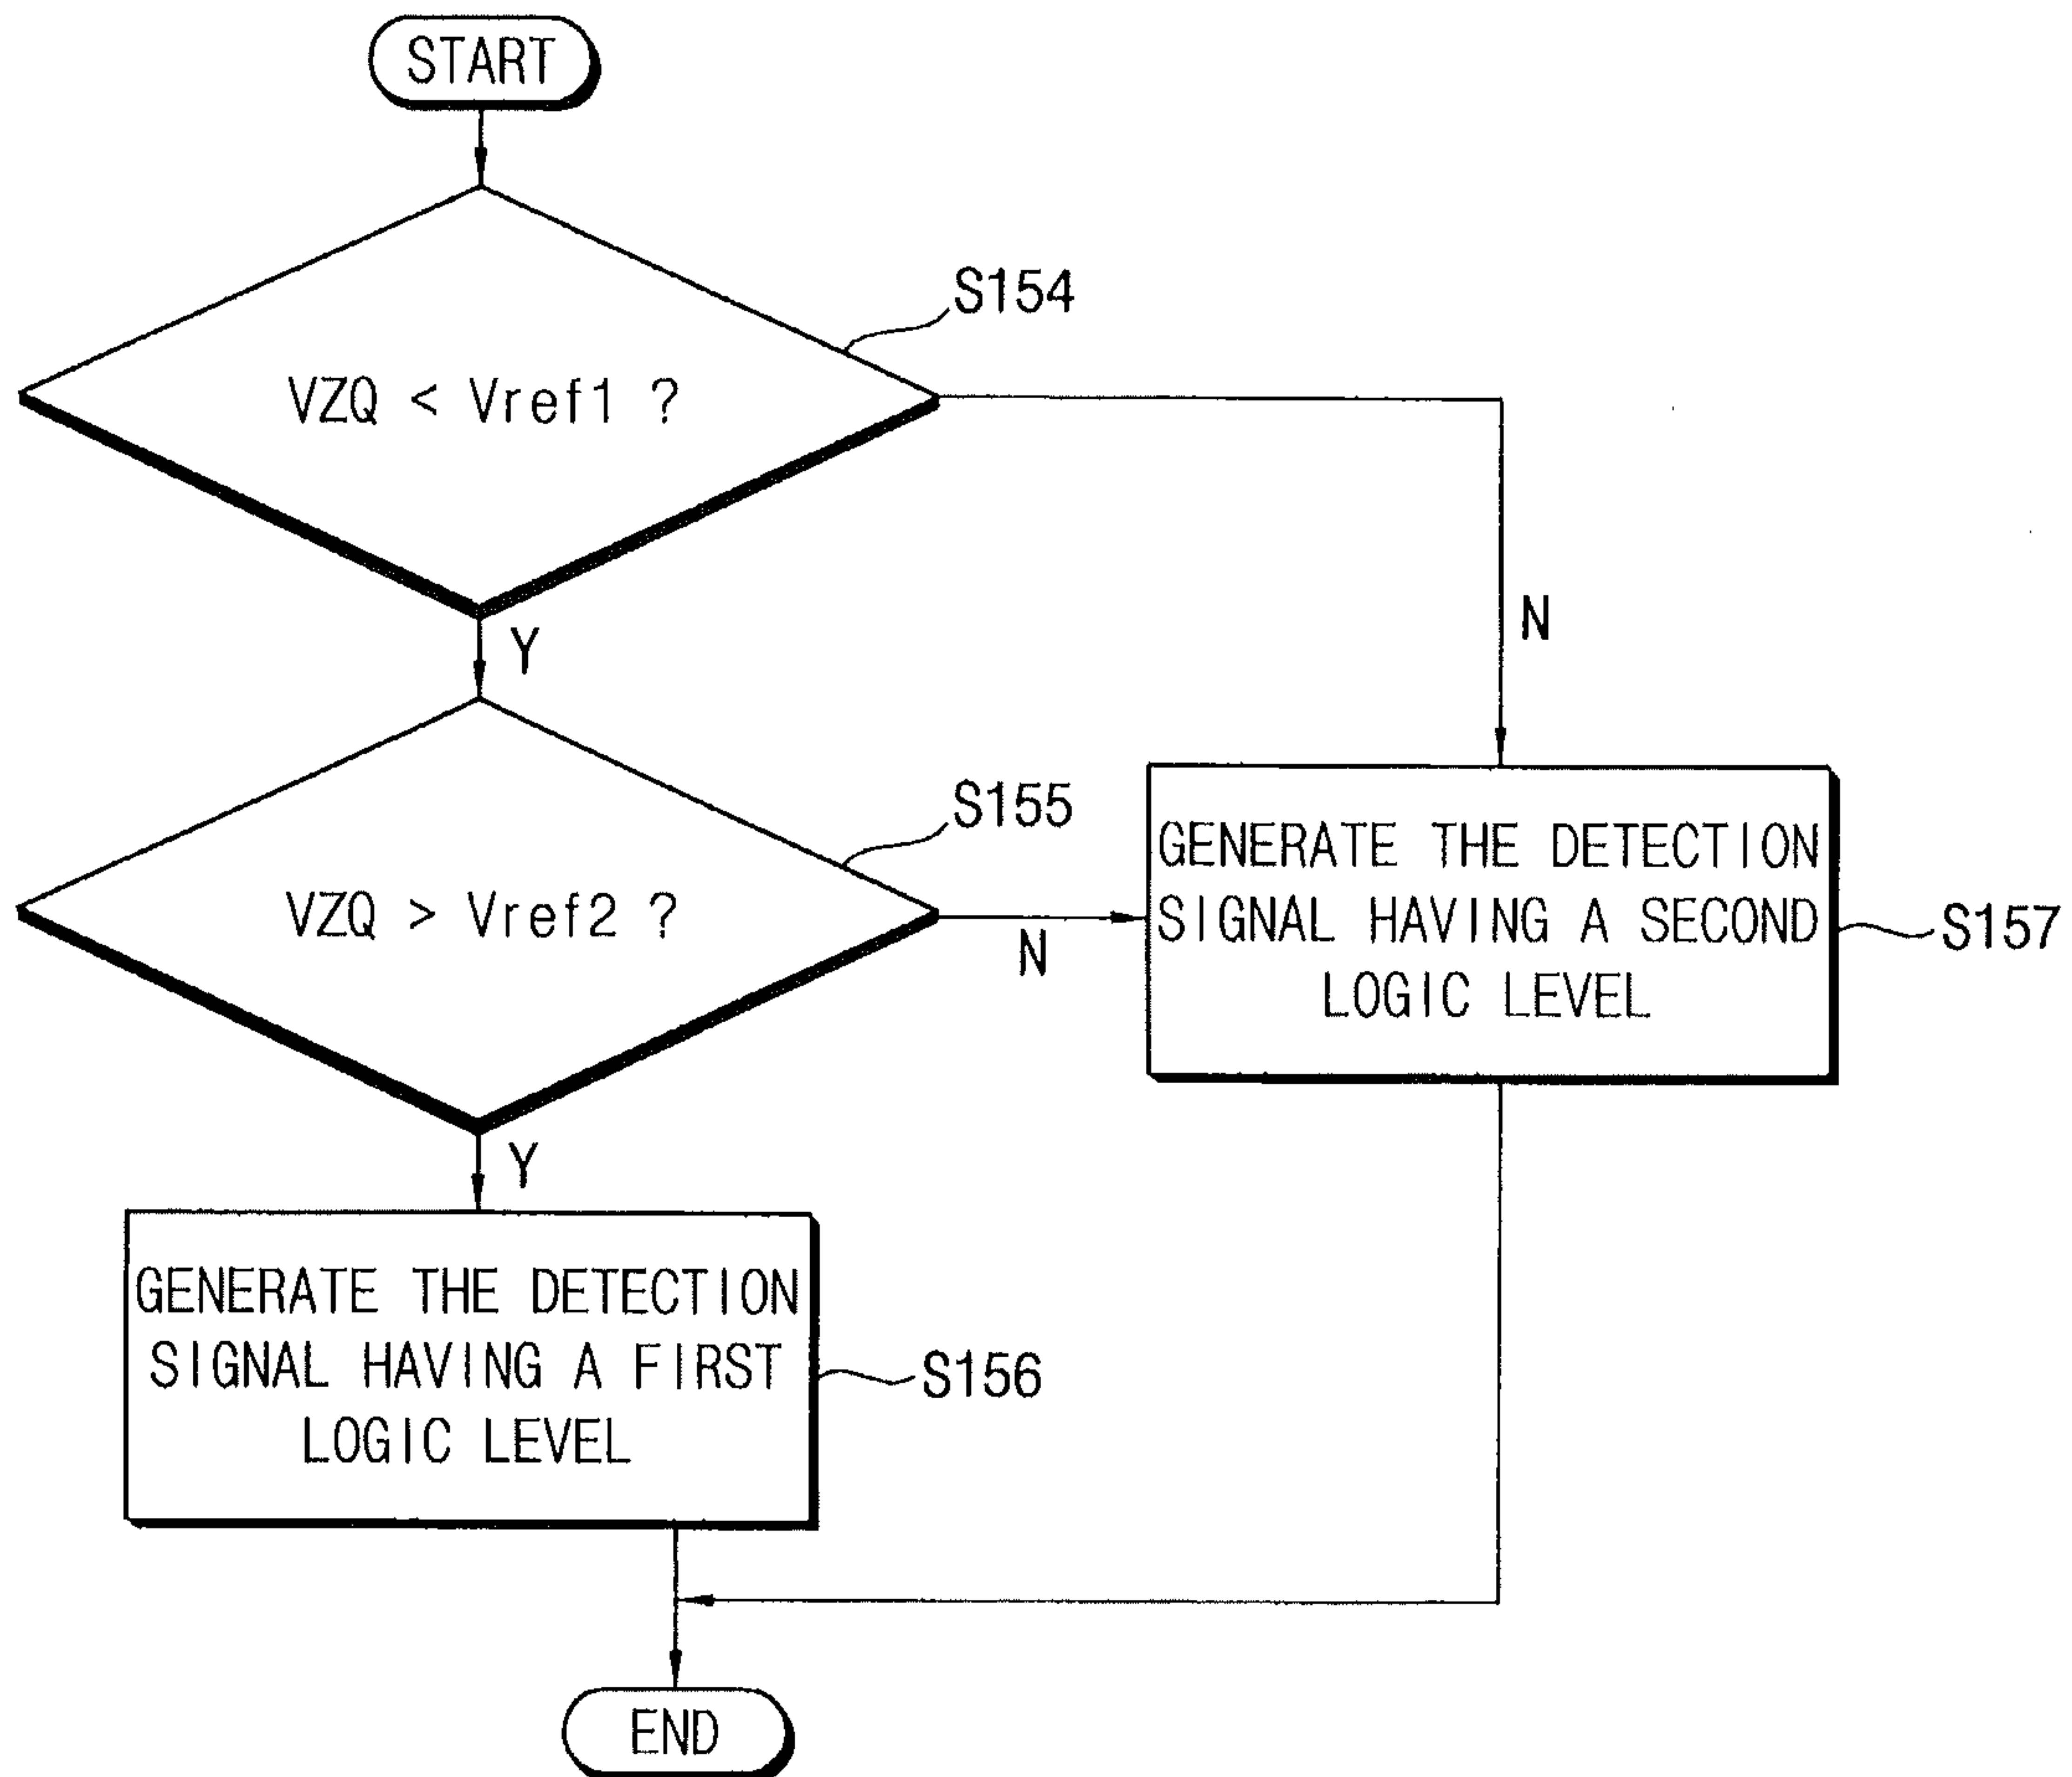 START
S154
VZQ < Vref1 ?
Y
N
S155
VZQ > Vref2 ?
N
Y
GENERATE THE DETECTION
SIGNAL HAVING A SECOND
LOGIC LEVEL
S157
GENERATE THE DETECTION
SIGNAL HAVING A FIRST
LOGIC LEVEL
S156
END